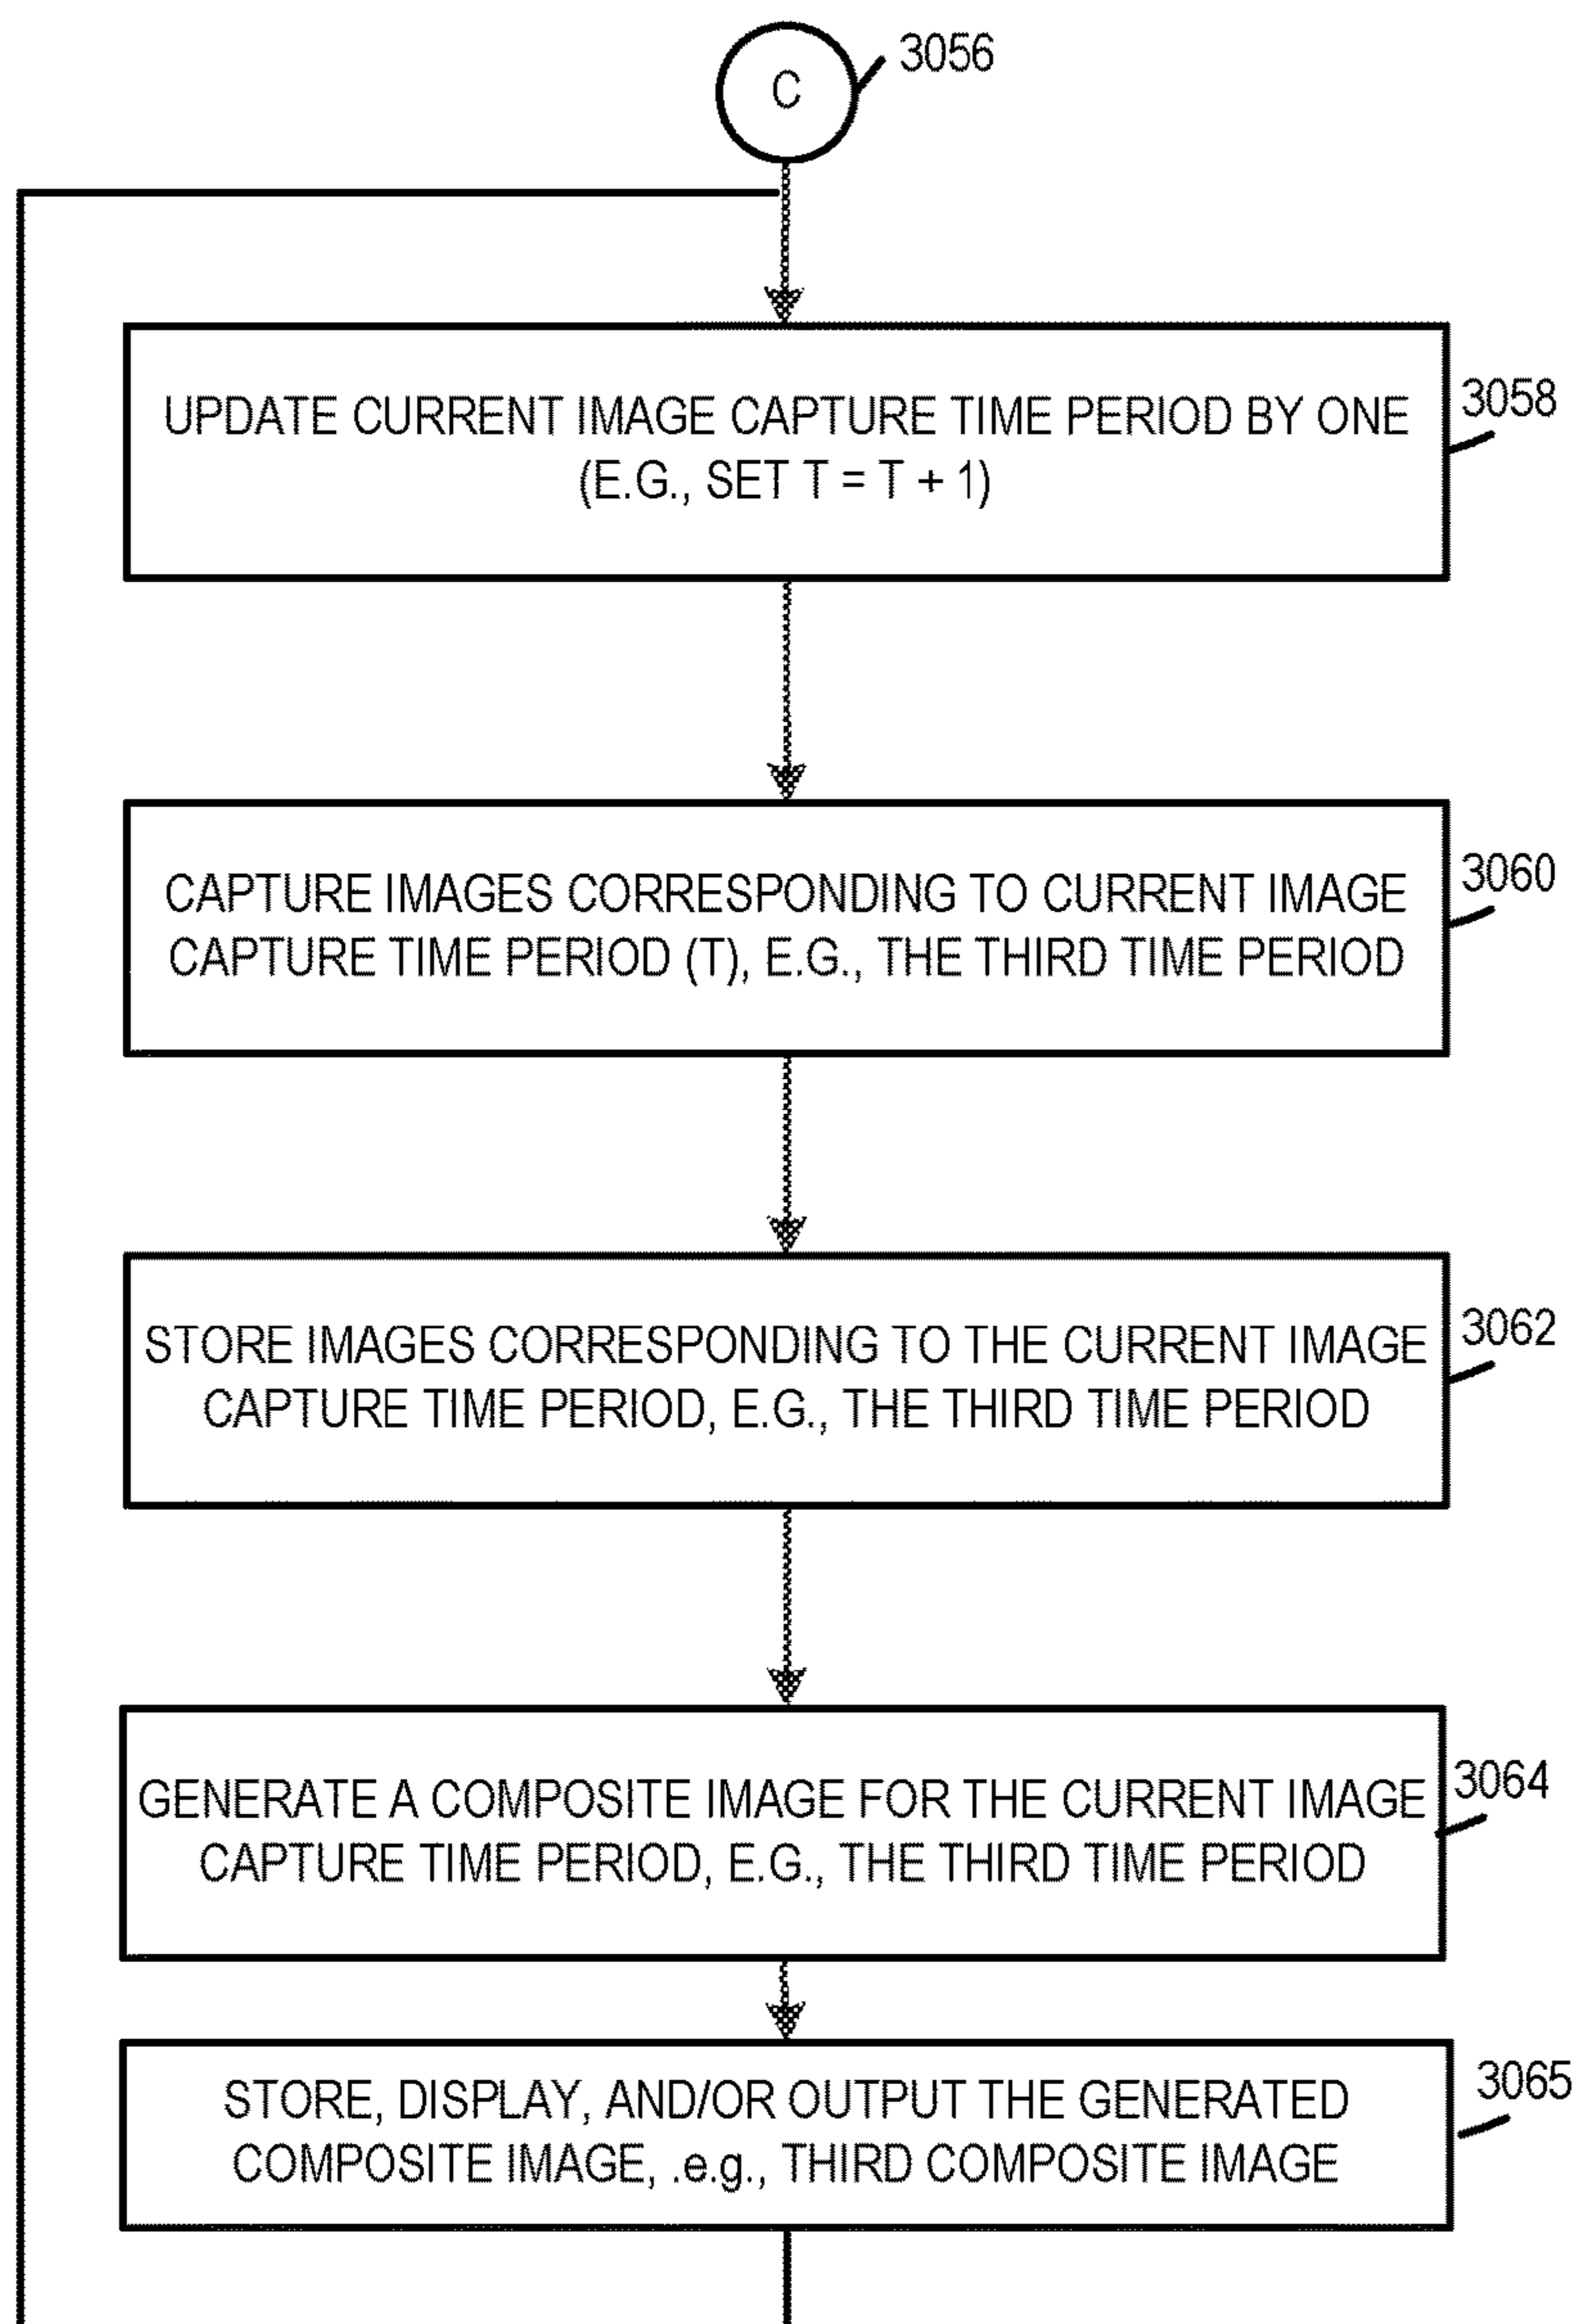 C
3056
UPDATE CURRENT IMAGE CAPTURE TIME PERIOD BY ONE
(E.G., SET T = T + 1)
3058
CAPTURE IMAGES CORRESPONDING TO CURRENT IMAGE
CAPTURE TIME PERIOD (T), E.G., THE THIRD TIME PERIOD
3060
STORE IMAGES CORRESPONDING TO THE CURRENT IMAGE
CAPTURE TIME PERIOD, E.G., THE THIRD TIME PERIOD
3062
GENERATE A COMPOSITE IMAGE FOR THE CURRENT IMAGE
CAPTURE TIME PERIOD, E.G., THE THIRD TIME PERIOD
3064
STORE, DISPLAY, AND/OR OUTPUT THE GENERATED
COMPOSITE IMAGE, .e.g., THIRD COMPOSITE IMAGE
3065